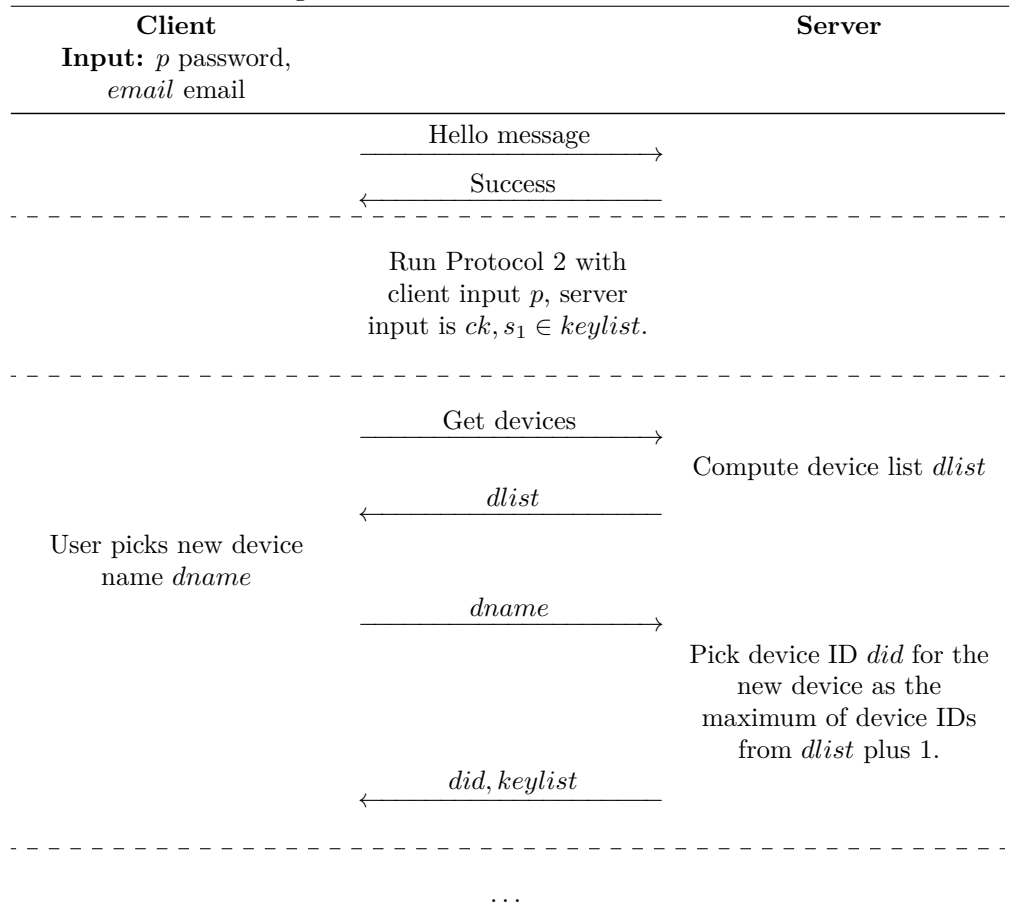 Client
Server
Input: p password,
email email
Hello message
Success
Run Protocol 2 with
client input p, server
input is ck, s₁ ∈ keylist.
Get devices
Compute device list dlist
dlist
User picks new device
name dname
dname
Pick device ID did for the
new device as the
maximum of device IDs
from dlist plus 1.
did, keylist
...